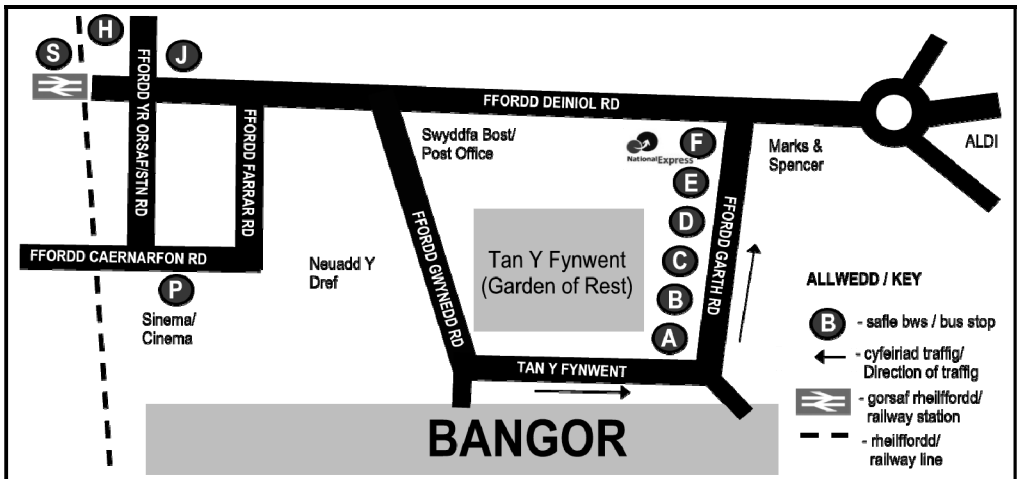 H
S
J
FFORDD YR ORSAF/STN RD
FFORDD DEINIOL RD
FFORDD FARRAR RD
Swyddfa Bost/
Post Office
NationalExpress
F
Marks &
Spencer
ALDI
E
D
C
B
A
FFORDD GWYNEDD RD
FFORDD GARTH RD
Tan Y Fynwent
(Garden of Rest)
FFORDD CAERNARFON RD
Neuadd Y
Dref
P
Sinema/
Cinema
TAN Y FYNWENT
BANGOR
ALLWEDD / KEY
B
- safle bws / bus stop
- cyfeiriad traffig/
Direction of traffig
- gorsaf rheilffordd/
railway station
- rheilffordd/
railway line